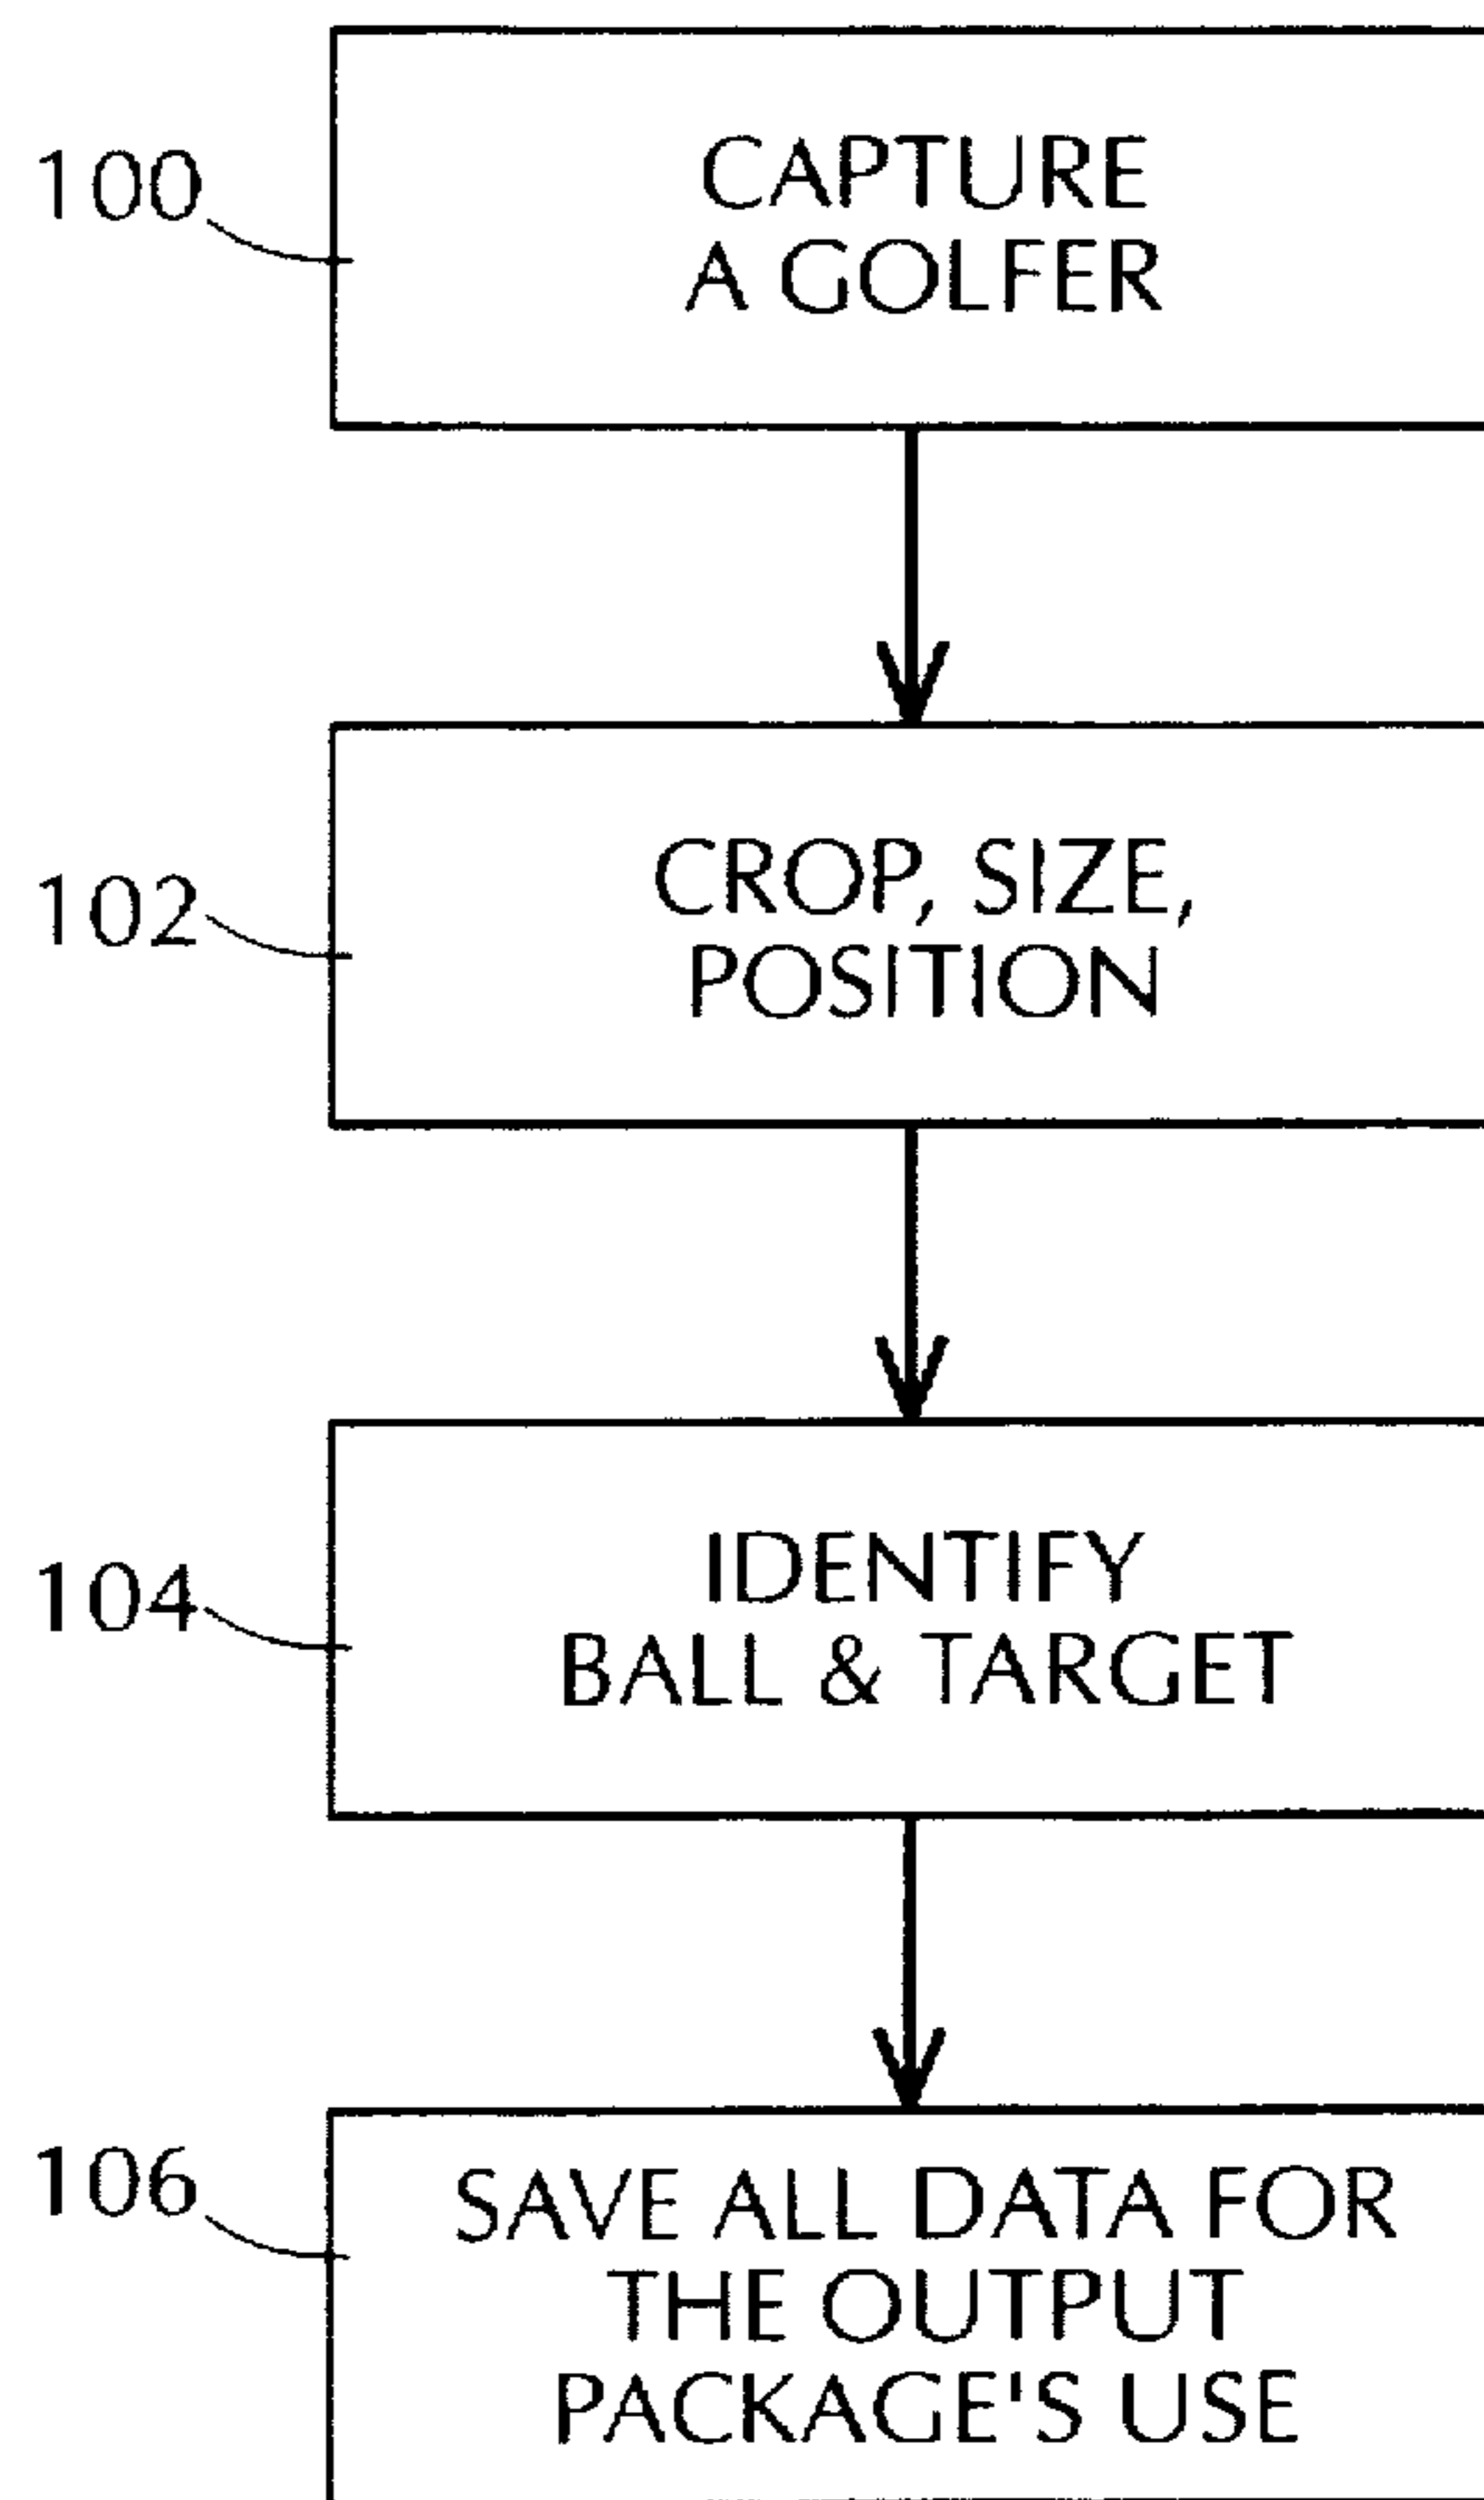 100
CAPTURE
A GOLFER
102
CROP, SIZE,
POSITION
104
IDENTIFY
BALL & TARGET
106
SAVE ALL DATA FOR
THE OUTPUT
PACKAGE'S USE